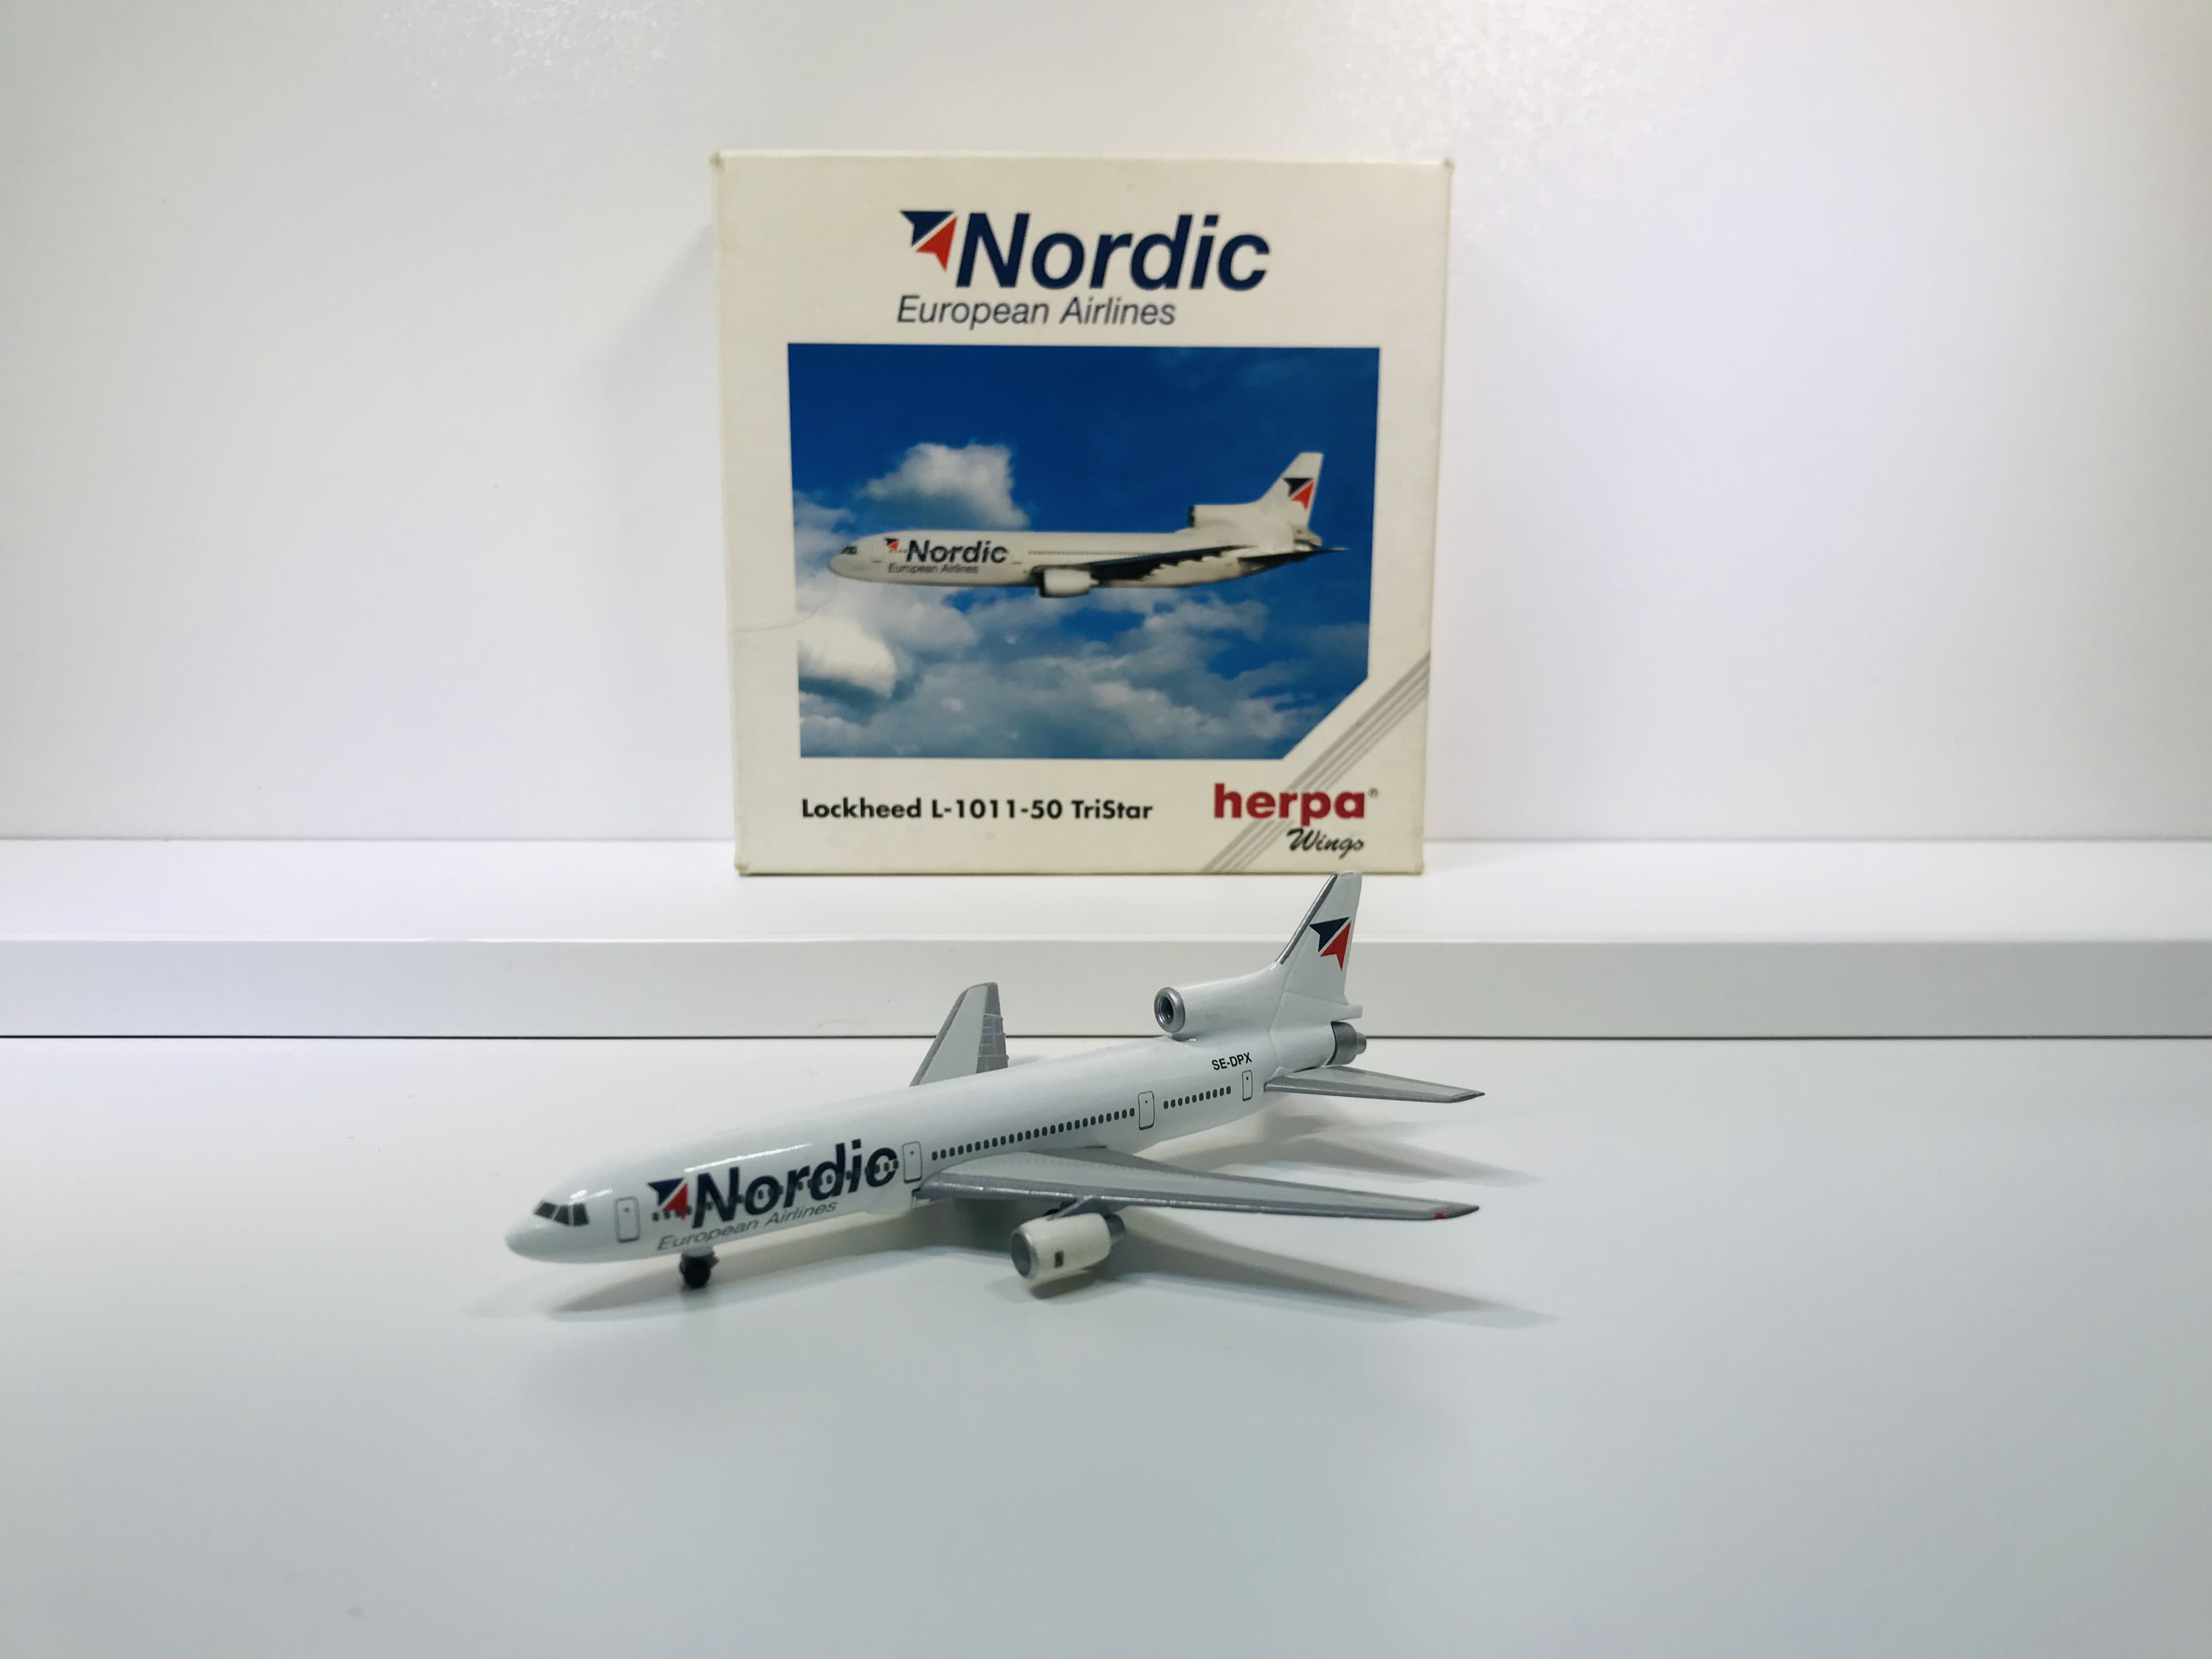 Nordic
European Airlines
Nordic
European Airlines
Lockheed L-1011-50 TriStar
herpa®
Wings
SE-DPX
Nordic
European Airlines